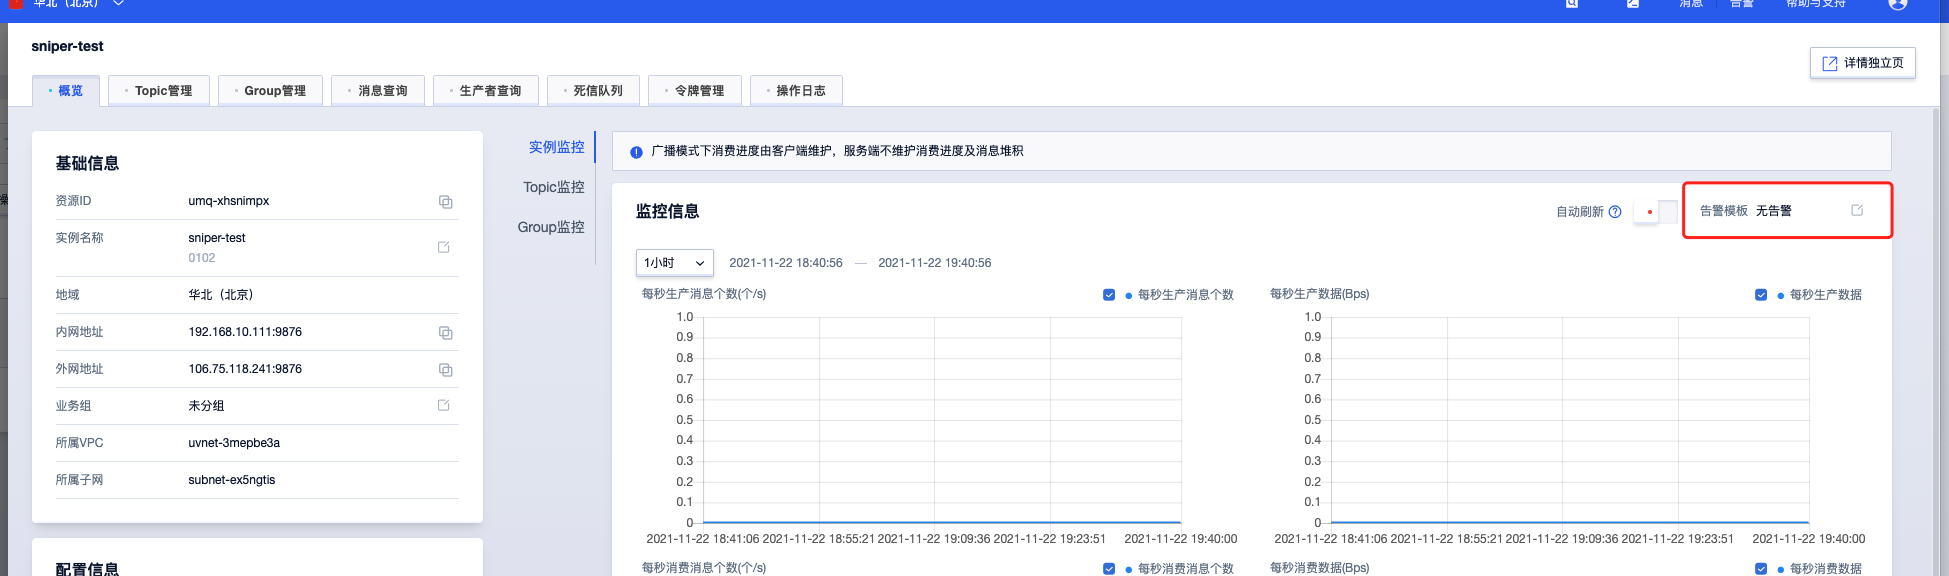 华北（北京）
消息
告警
帮助与支持
sniper-test
详情独立页
概览
Topic管理
Group管理
消息查询
生产者查询
死信队列
令牌管理
操作日志
基础信息
资源ID umq-xhsnimpx
实例名称 sniper-test
0102
地域 华北（北京）
内网地址 192.168.10.111:9876
外网地址 106.75.118.241:9876
业务组 未分组
所属VPC uvnet-3mepbe3a
所属子网 subnet-ex5ngtis
配置信息
实例监控
Topic监控
Group监控
广播模式下消费进度由客户端维护，服务端不维护消费进度及消息堆积
监控信息
自动刷新
告警模板 无告警
1小时
2021-11-22 18:40:56 — 2021-11-22 19:40:56
每秒生产消息个数(个/s)
每秒生产消息个数
1.0
0.9
0.8
0.7
0.6
0.5
0.4
0.3
0.2
0.1
0
2021-11-22 18:41:06 2021-11-22 18:55:21 2021-11-22 19:09:36 2021-11-22 19:23:51 2021-11-22 19:40:00
每秒生产数据(Bps)
每秒生产数据
1.0
0.9
0.8
0.7
0.6
0.5
0.4
0.3
0.2
0.1
0
2021-11-22 18:41:06 2021-11-22 18:55:21 2021-11-22 19:09:36 2021-11-22 19:23:51 2021-11-22 19:40:00
每秒消费消息个数(个/s)
每秒消费消息个数
每秒消费数据(Bps)
每秒消费数据